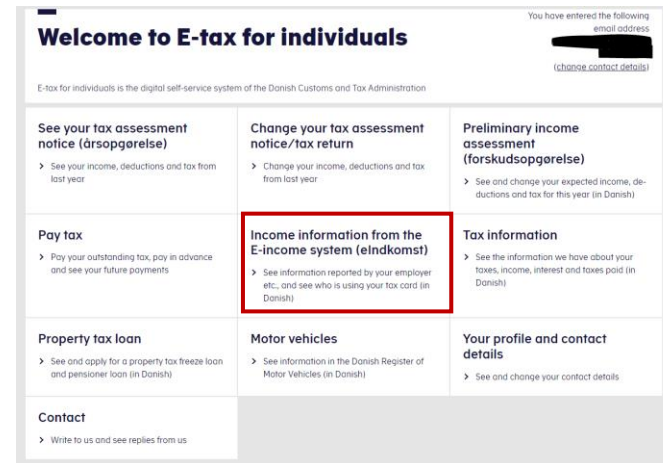 You have entered the following
email address
Welcome to E-tax for individuals
(change contact details)
E-tax for individuals is the digital self-service system of the Danish Customs and Tax Administration
See your tax assessment
notice (årsopgørelse)
> See your income, deductions and tax from
last year
Change your tax assessment
notice/tax return
> Change your income, deductions and tax
from last year
Preliminary income
assessment
(forskudsopgørelse)
> See and change your expected income, de-
ductions and tax for this year (in Danish)
Pay tax
> Pay your outstanding tax, pay in advance
and see your future payments
Income information from the
E-income system (eIndkomst)
> See information reported by your employer
etc., and see who is using your tax card (in
Danish)
Tax information
> See the information we have about your
taxes, income, interest and taxes paid (in
Danish)
Property tax loan
> See and apply for a property tax freeze loan
and pensioner loan (in Danish)
Motor vehicles
> See information in the Danish Register of
Motor Vehicles (in Danish)
Your profile and contact
details
> See and change your contact details
Contact
> Write to us and see replies from us